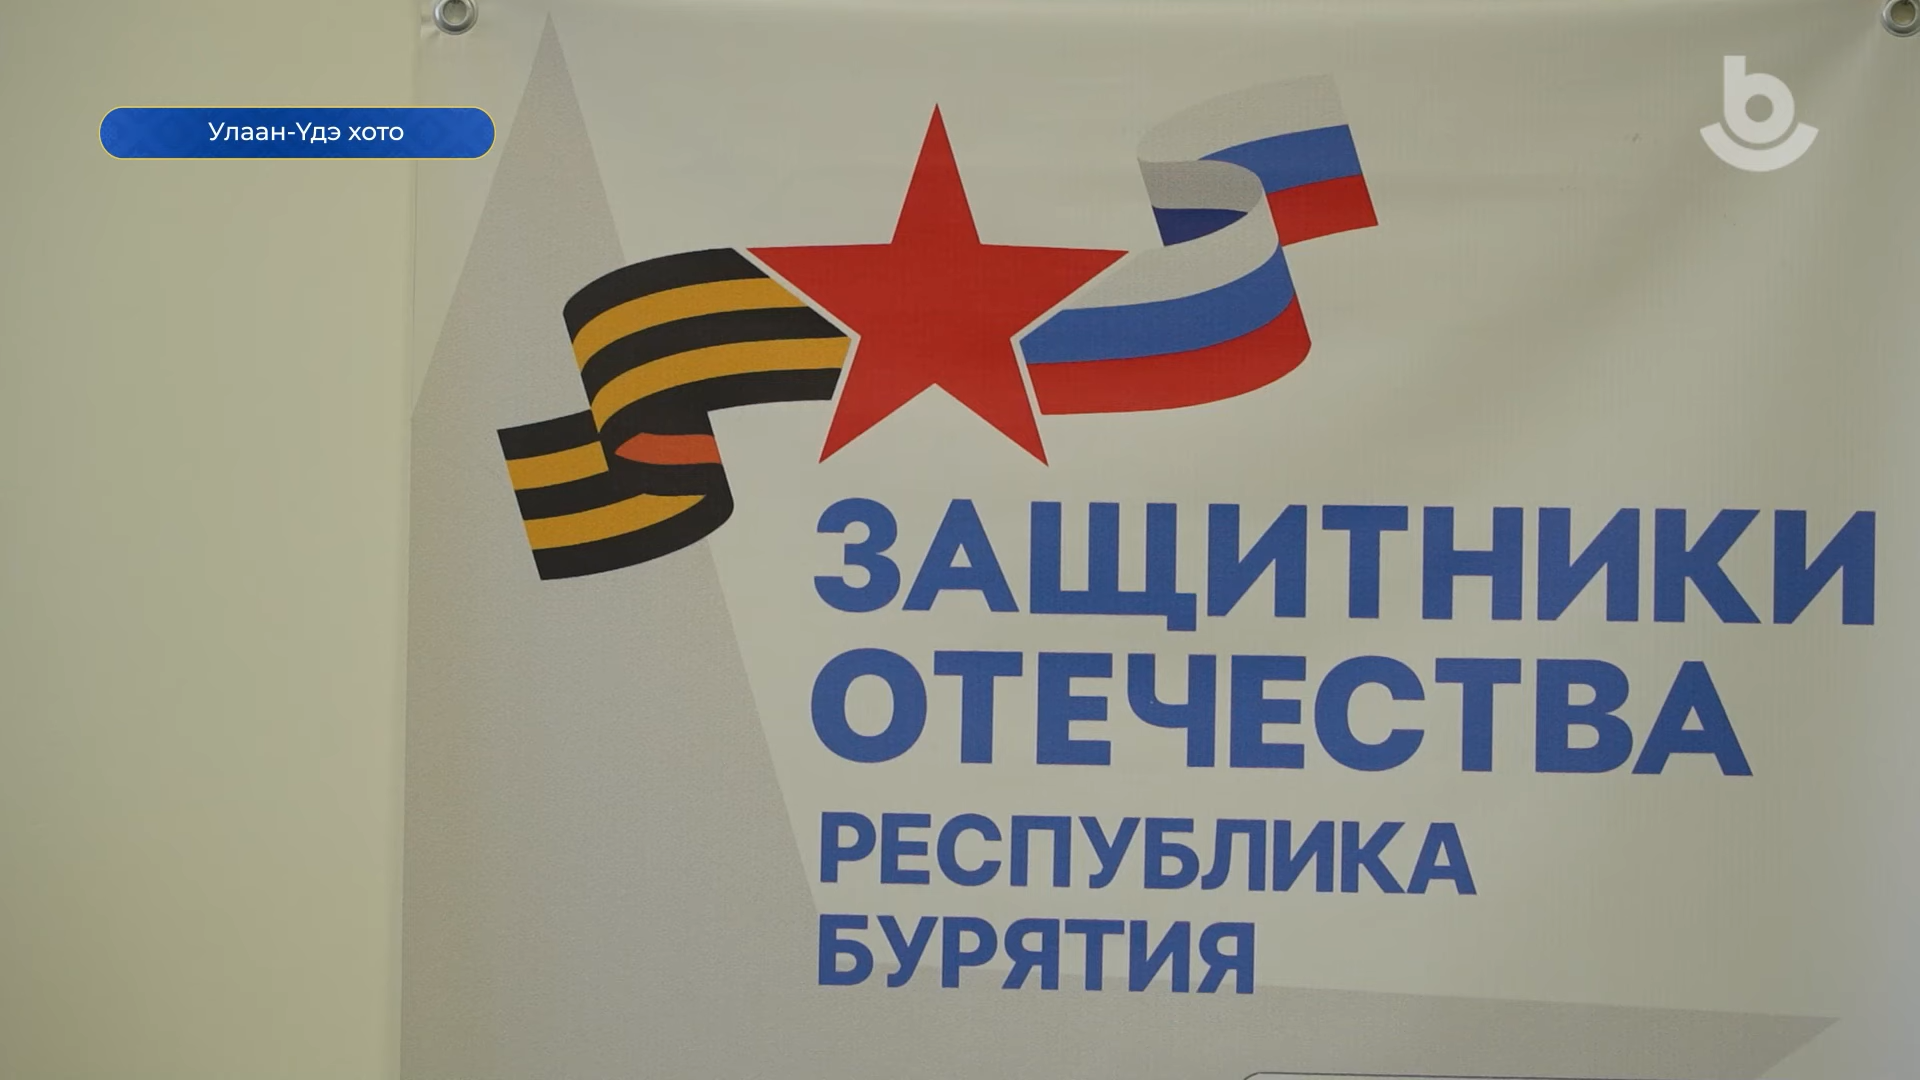 Улаан-Үдэ хото
b
ЗАЩИТНИКИ
ОТЕЧЕСТВА
РЕСПУБЛИКА
БУРЯТИЯ